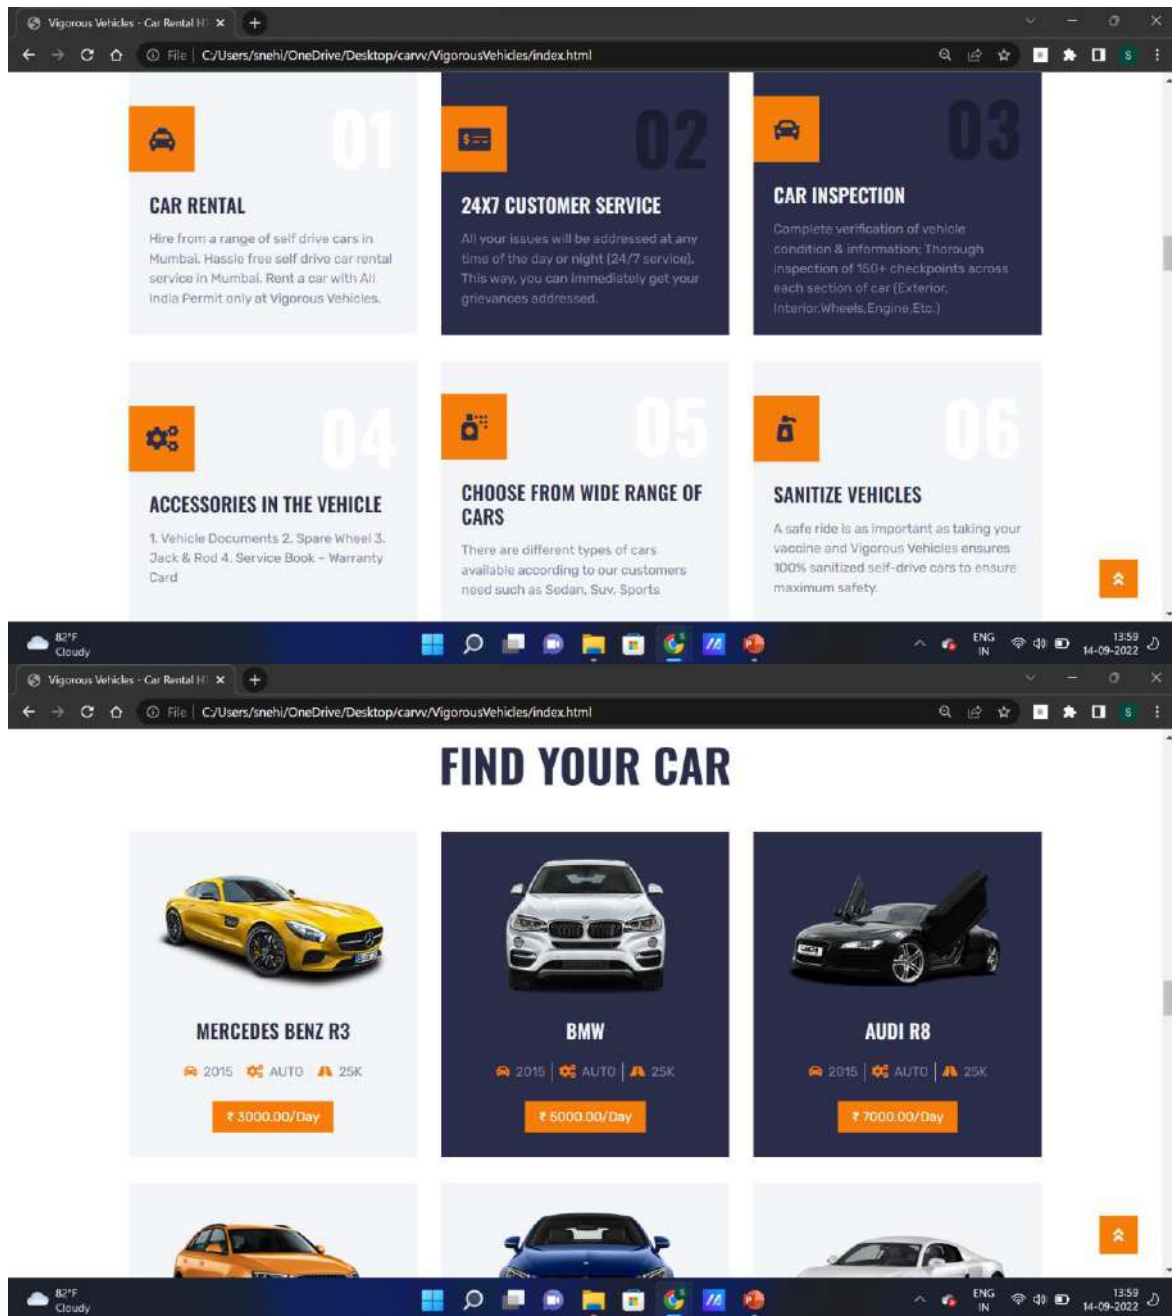 Vigorous Vehicles - Car Rental H
File | C:/Users/snehi/OneDrive/Desktop/carvv/VigorousVehicles/index.html
S
01
CAR RENTAL
Hire from a range of self drive cars in
Mumbai. Hassle free self drive car rental
service in Mumbai. Rent a car with All
India Permit only at Vigorous Vehicles.
02
24X7 CUSTOMER SERVICE
All your issues will be addressed at any
time of the day or night (24/7 service).
This way, you can immediately get your
grievances addressed.
03
CAR INSPECTION
Complete verification of vehicle
condition & information; Thorough
inspection of 150+ checkpoints across
each section of car (Exterior,
Interior,Wheels,Engine,Etc.)
04
ACCESSORIES IN THE VEHICLE
1. Vehicle Documents 2. Spare Wheel 3.
Jack & Rod 4. Service Book – Warranty
Card
05
CHOOSE FROM WIDE RANGE OF
CARS
There are different types of cars
available according to our customers
need such as Sedan, Suv, Sports
06
SANITIZE VEHICLES
A safe ride is as important as taking your
vaccine and Vigorous Vehicles ensures
100% sanitized self-drive cars to ensure
maximum safety.
82°F
Cloudy
ENG
IN
13:59
14-09-2022
Vigorous Vehicles - Car Rental H
File | C:/Users/snehi/OneDrive/Desktop/carvv/VigorousVehicles/index.html
S
FIND YOUR CAR
MERCEDES BENZ R3
2015 AUTO 25K
₹ 3000.00/Day
BMW
2015 | AUTO | 25K
₹ 5000.00/Day
AUDI R8
2015 | AUTO | 25K
₹ 7000.00/Day
82°F
Cloudy
ENG
IN
13:59
14-09-2022